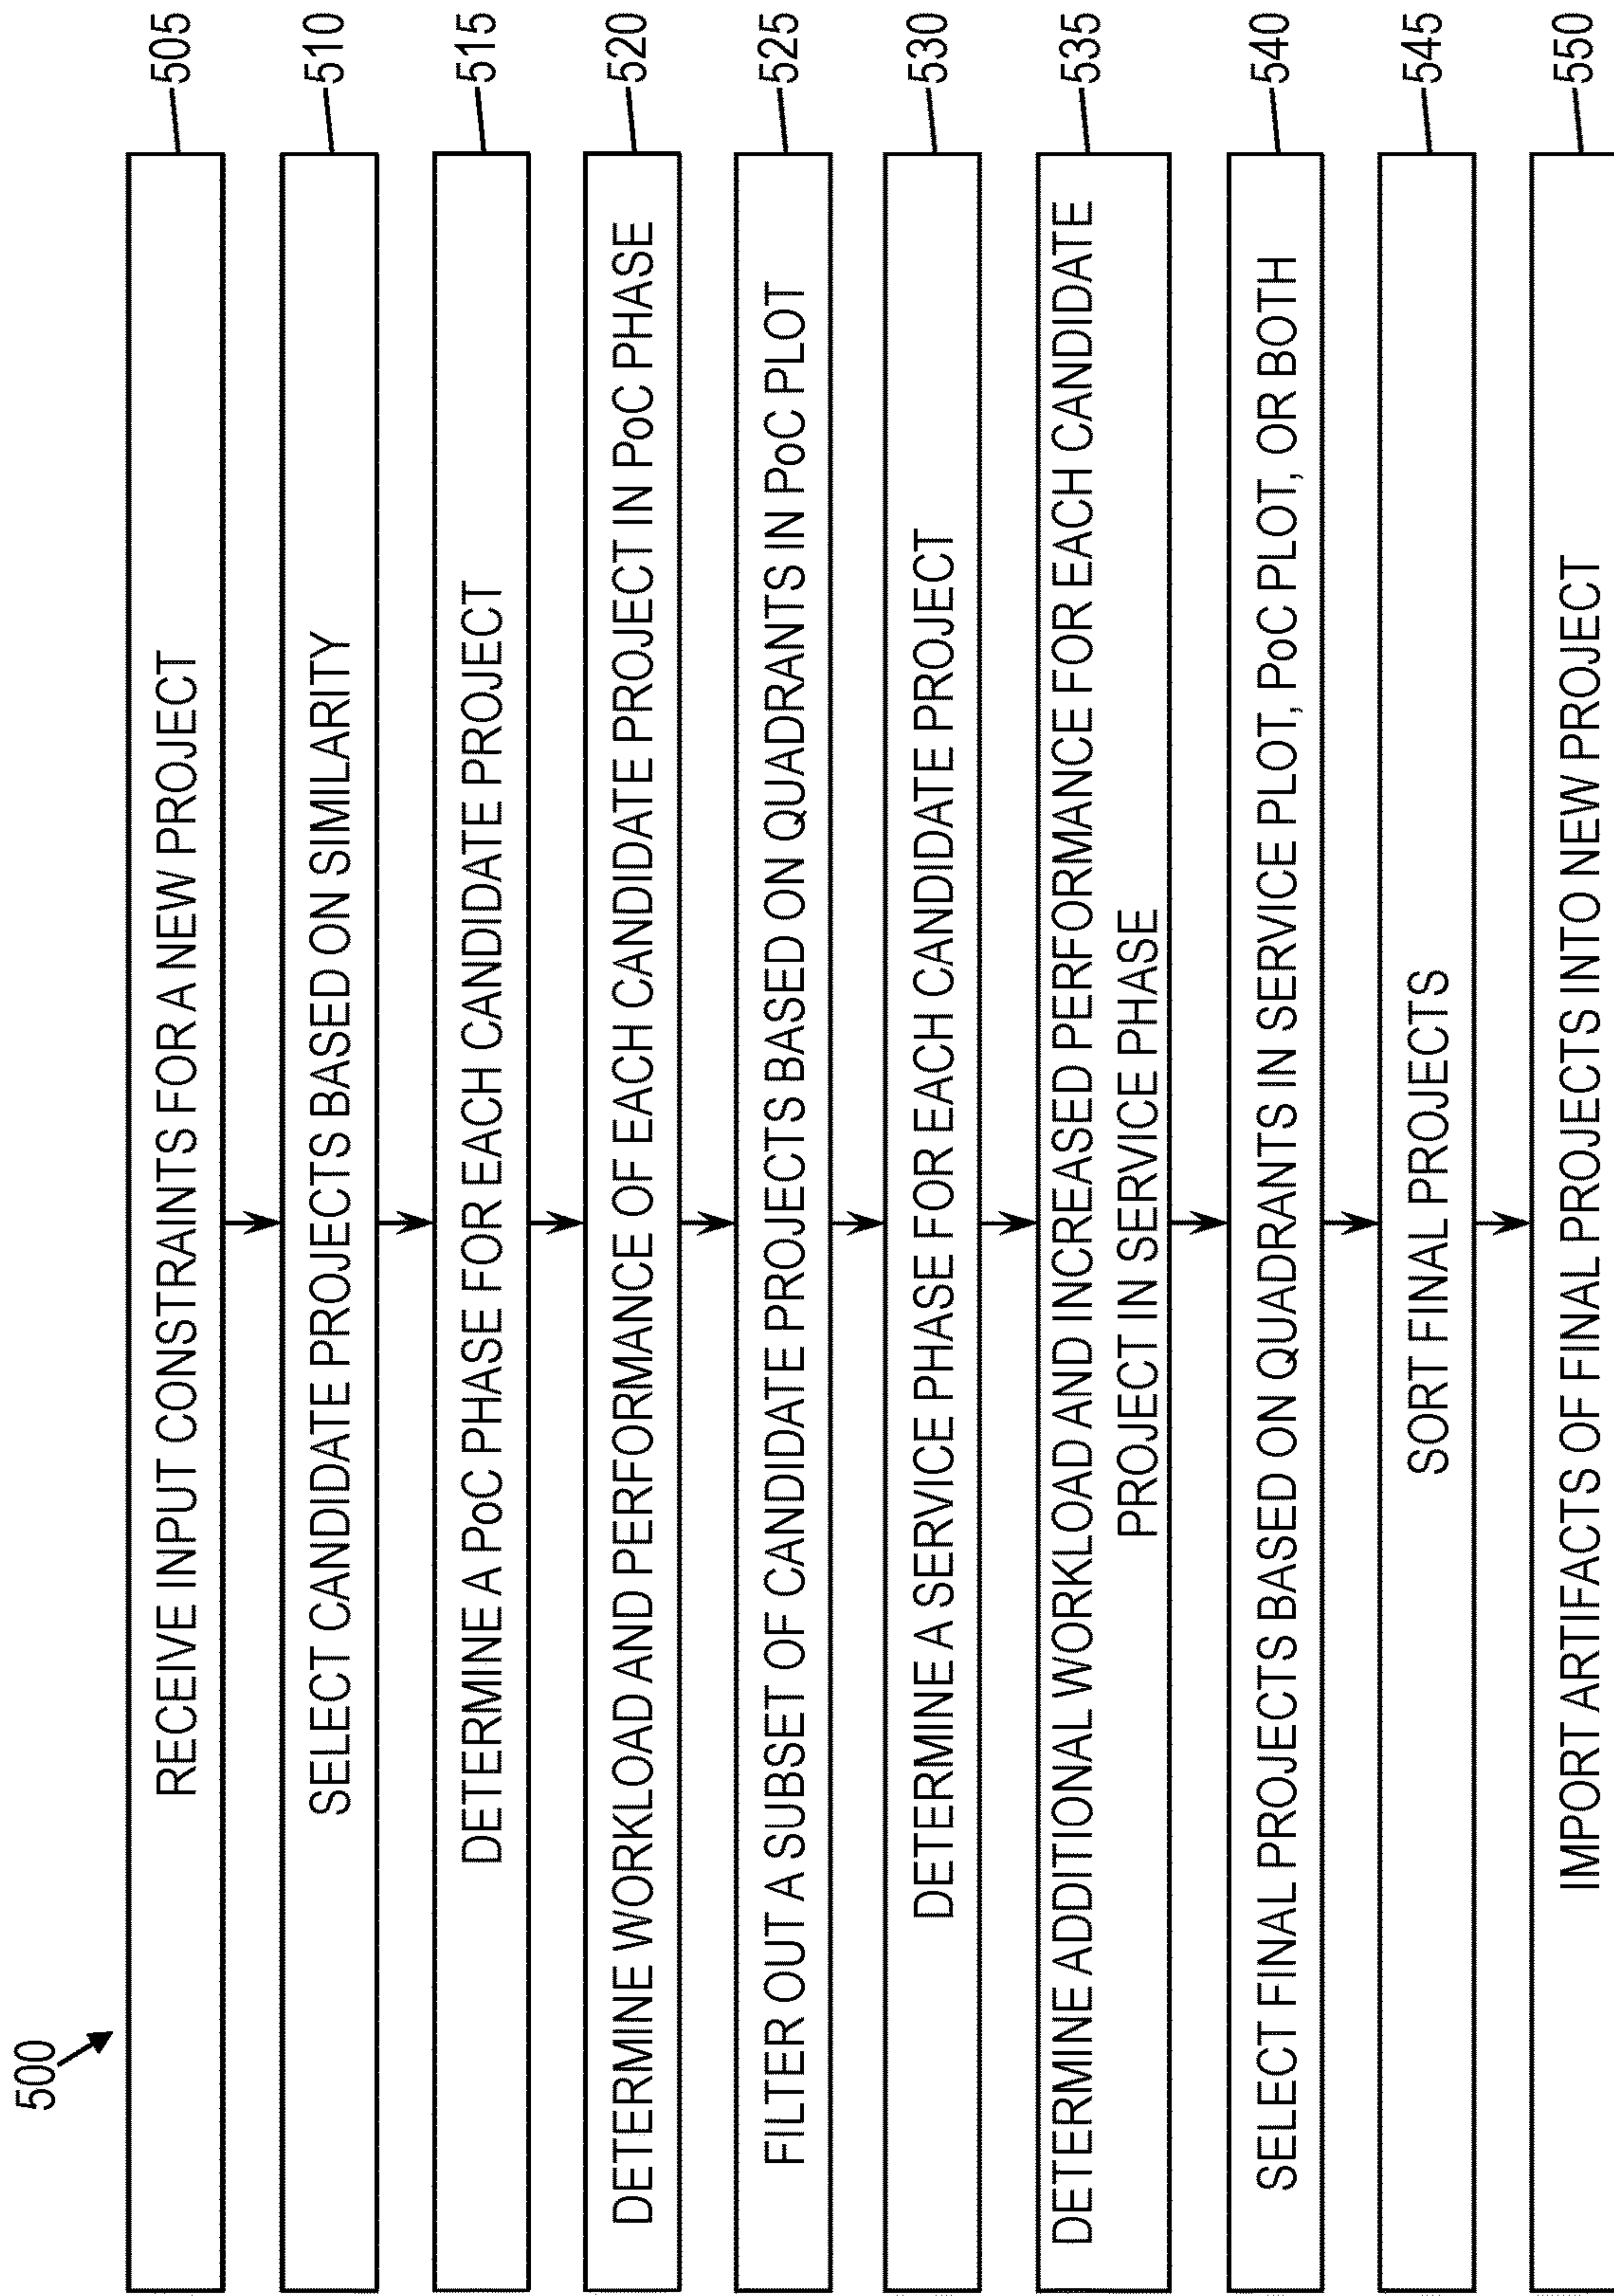 500
RECEIVE INPUT CONSTRAINTS FOR A NEW PROJECT
505
SELECT CANDIDATE PROJECTS BASED ON SIMILARITY
510
DETERMINE A PoC PHASE FOR EACH CANDIDATE PROJECT
515
DETERMINE WORKLOAD AND PERFORMANCE OF EACH CANDIDATE PROJECT IN PoC PHASE
520
FILTER OUT A SUBSET OF CANDIDATE PROJECTS BASED ON QUADRANTS IN PoC PLOT
525
DETERMINE A SERVICE PHASE FOR EACH CANDIDATE PROJECT
530
DETERMINE ADDITIONAL WORKLOAD AND INCREASED PERFORMANCE FOR EACH CANDIDATE
PROJECT IN SERVICE PHASE
535
SELECT FINAL PROJECTS BASED ON QUADRANTS IN SERVICE PLOT, PoC PLOT, OR BOTH
540
SORT FINAL PROJECTS
545
IMPORT ARTIFACTS OF FINAL PROJECTS INTO NEW PROJECT
550